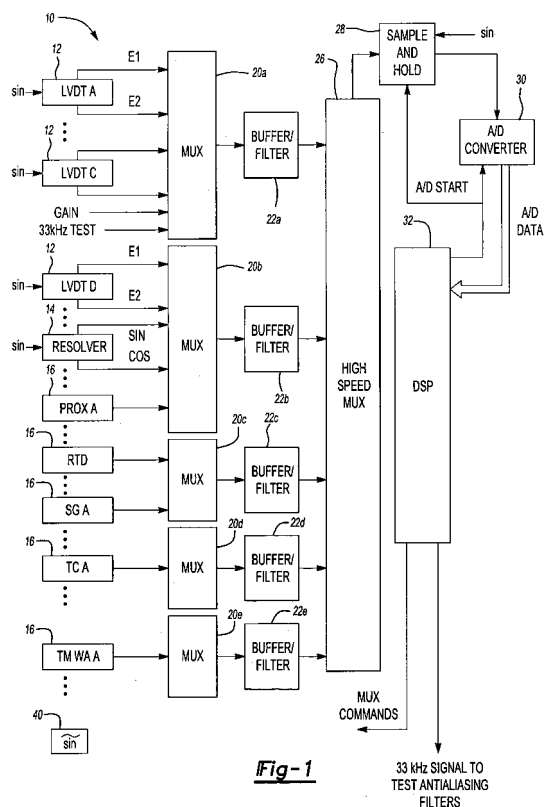 10
12
sin
LVDT A
E1
E2
12
sin
LVDT C
GAIN
33kHz TEST
MUX
20a
BUFFER/
FILTER
22a
26
28
SAMPLE
AND
HOLD
sin
30
A/D
CONVERTER
A/D START
A/D
DATA
32
12
sin
LVDT D
E1
E2
14
sin
RESOLVER
SIN
COS
16
PROX A
MUX
20b
BUFFER/
FILTER
22b
HIGH
SPEED
MUX
DSP
16
RTD
16
SG A
MUX
20c
22c
BUFFER/
FILTER
16
TC A
MUX
20d
22d
BUFFER/
FILTER
16
TM WA A
MUX
20e
22e
BUFFER/
FILTER
40
sin
MUX
COMMANDS
33 kHz SIGNAL TO
TEST ANTIALIASING
FILTERS
Fig-1